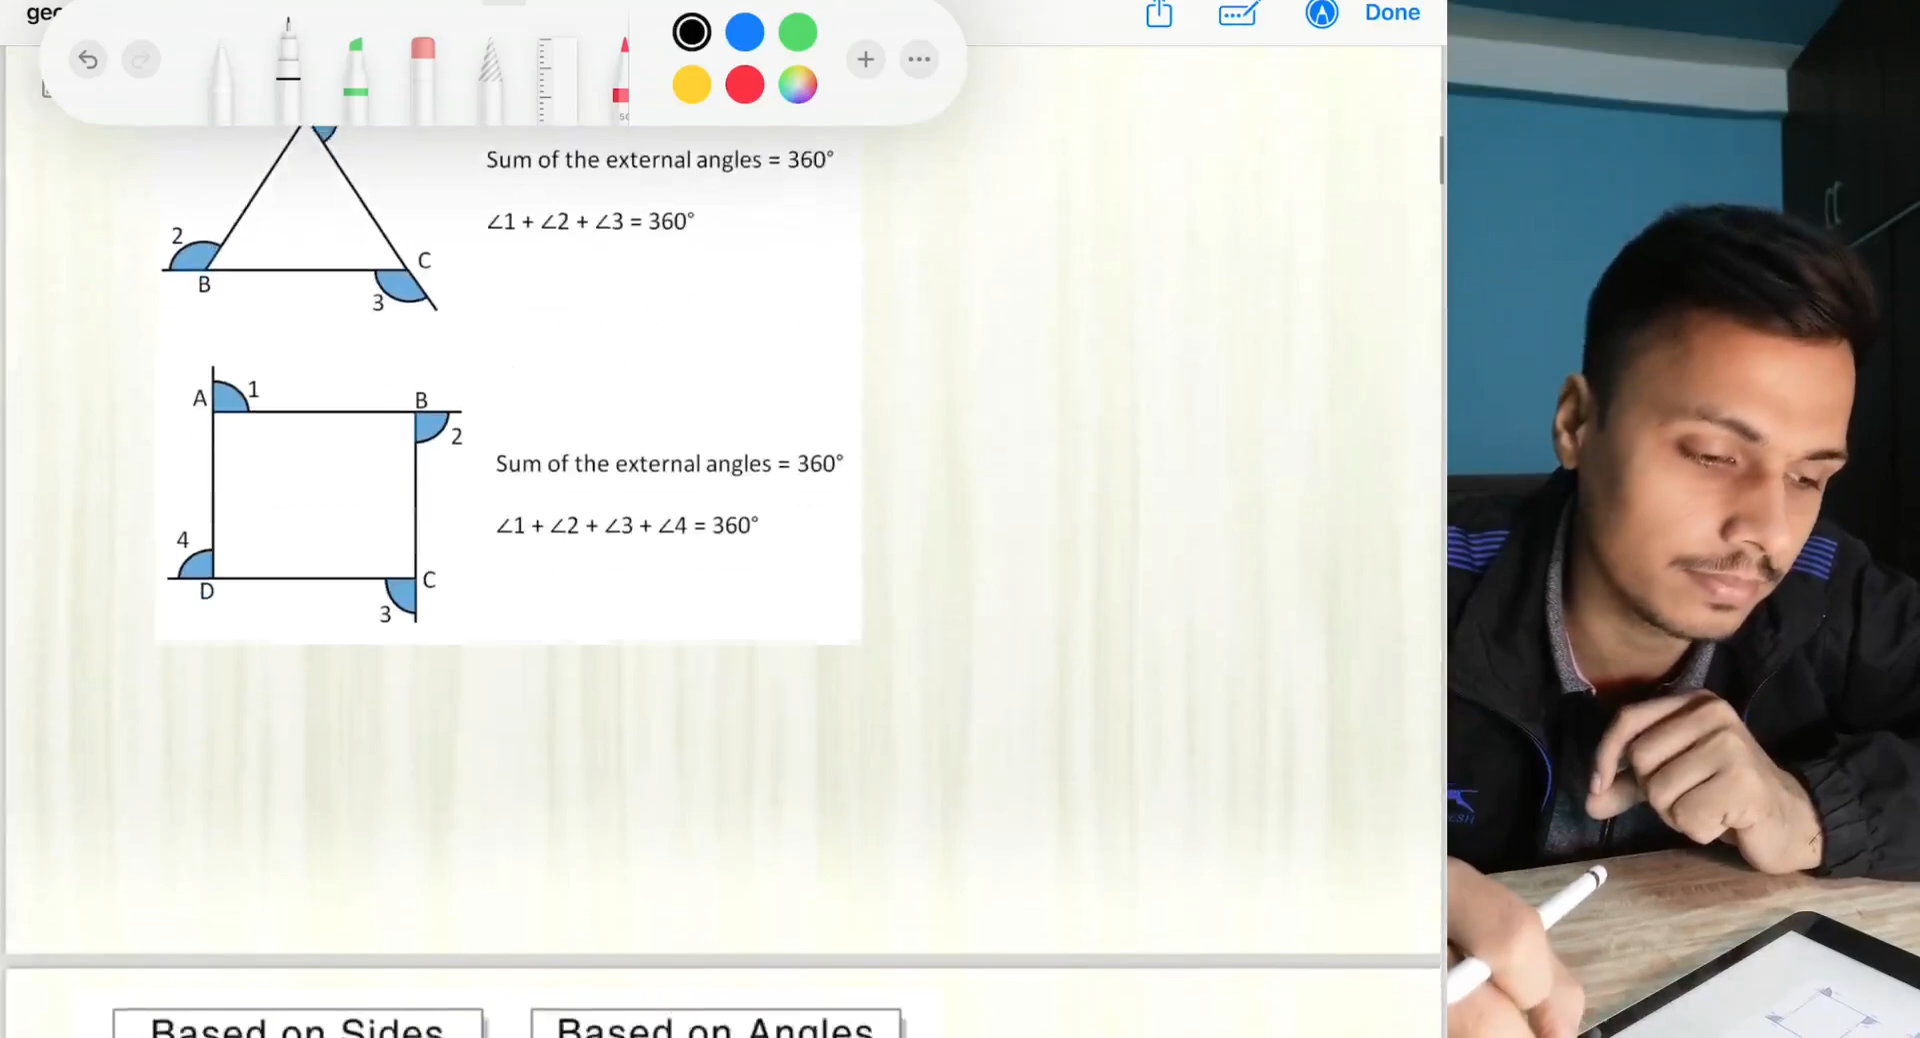 Done
Sum of the external angles = 360°
∠1 + ∠2 + ∠3 = 360°
2
B
C
3
A
1
B
2
Sum of the external angles = 360°
∠1 + ∠2 + ∠3 + ∠4 = 360°
4
D
C
3
Based on Sides
Based on Angles